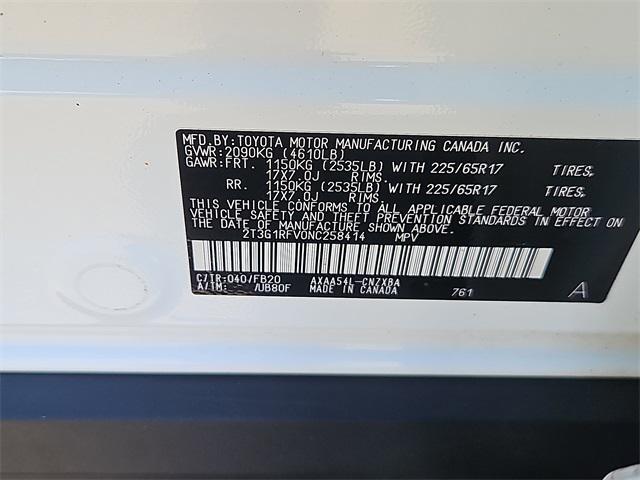 MFD. BY: TOYOTA MOTOR MANUFACTURING CANADA INC.
GVWR: 2090KG (4610LB)
GAWR: FRT. 1150KG (2535LB) WITH 225/65R17 TIRES,
17X7.0J RIMS,
RR. 1150KG (2535LB) WITH 225/65R17 TIRES,
17X7.0J RIMS
THIS VEHICLE CONFORMS TO ALL APPLICABLE FEDERAL MOTOR
VEHICLE SAFETY AND THEFT PREVENTION STANDARDS IN EFFECT ON
THE DATE OF MANUFACTURE SHOWN ABOVE.
2T3G1RFV0NC258414 MPV
C/TR:040/FB20 AXAA54L-CNZXBA
A/TM: -/UB80F MADE IN CANADA 761 A